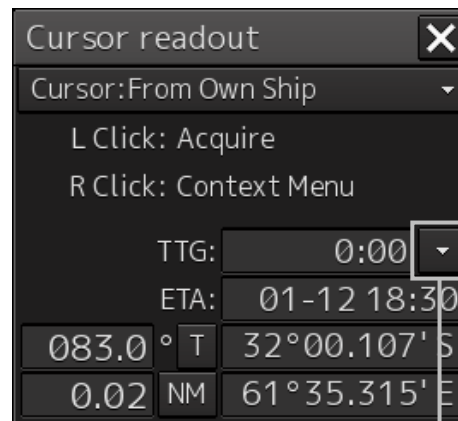 Cursor readout
Cursor:From Own Ship
L Click: Acquire
R Click: Context Menu
TTG: 0:00
ETA: 01-12 18:30
083.0 ° T 32°00.107' S
0.02 NM 61°35.315' E